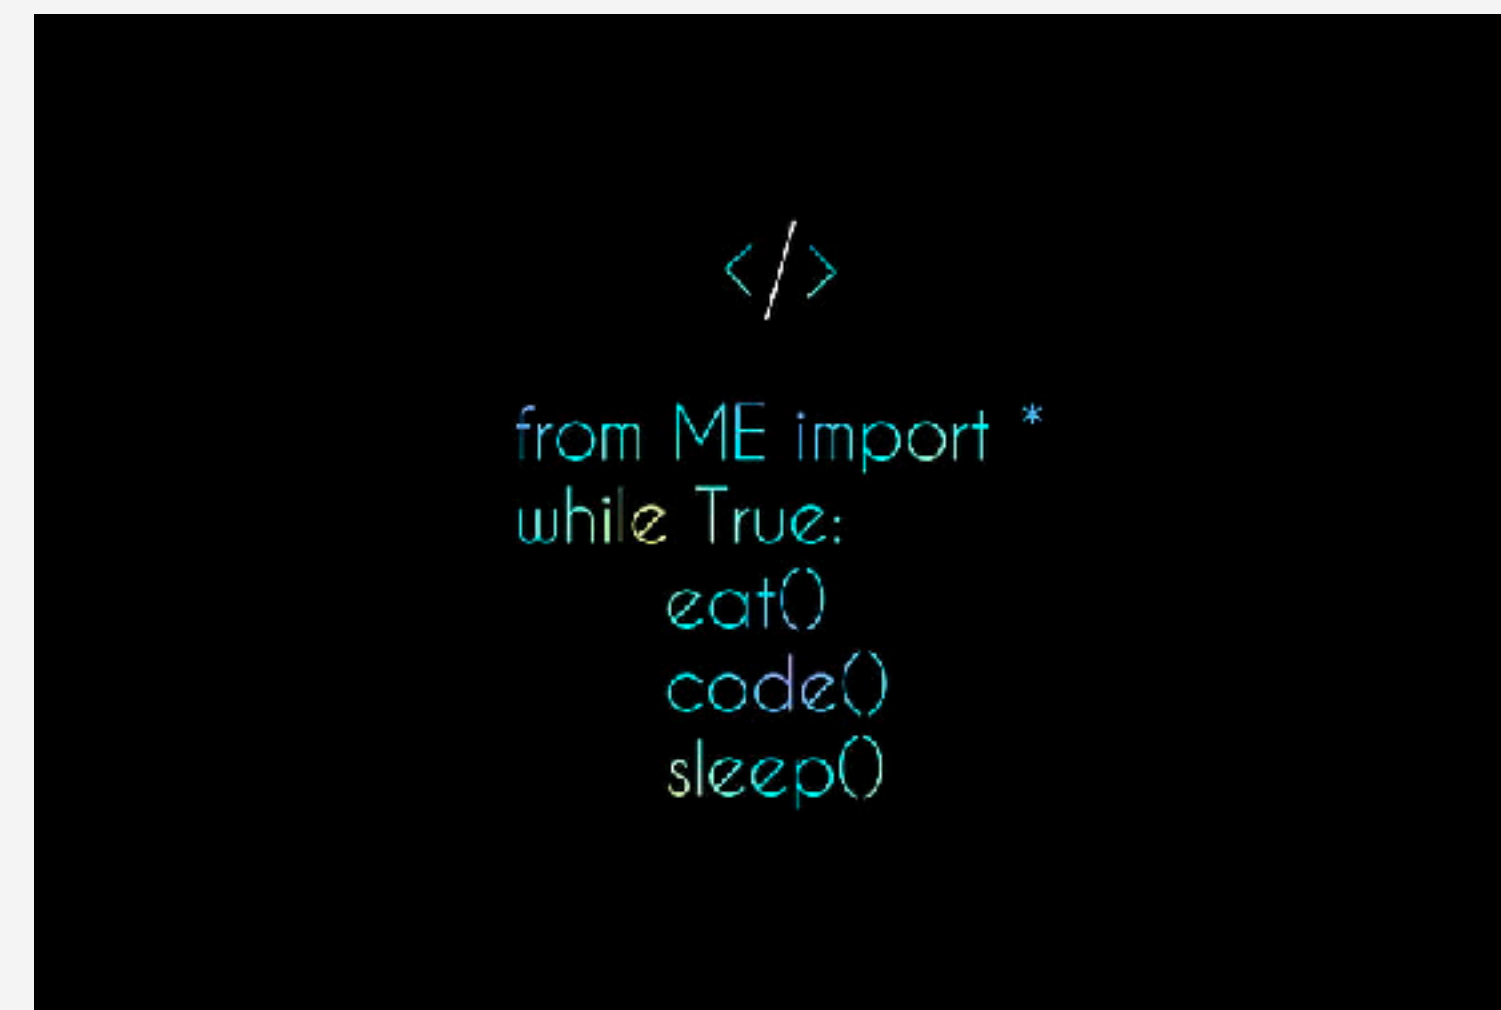 </>
from ME import *
while True:
eat()
code()
sleep()